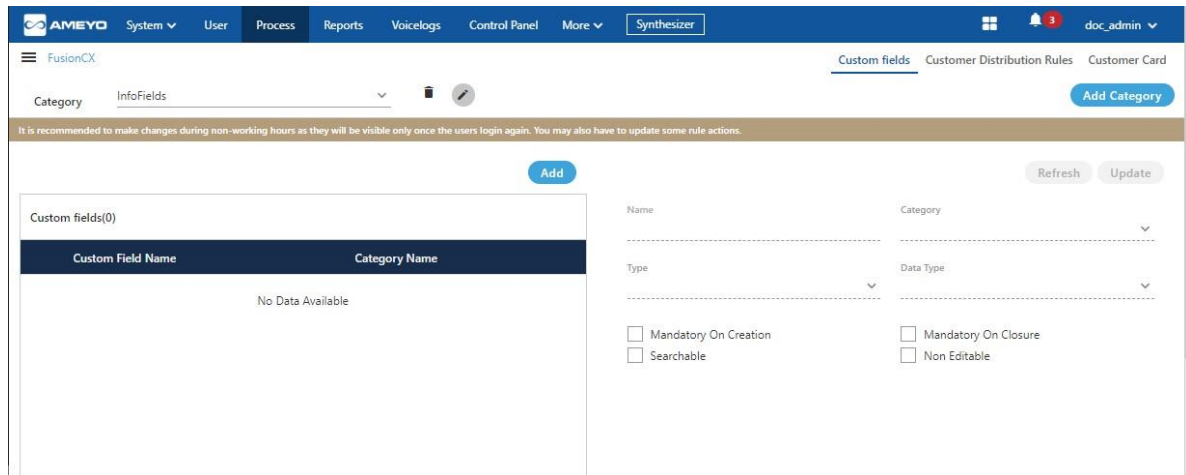 AMEYO System User Process Reports Voicelogs Control Panel More Synthesizer 3 doc_admin
FusionCX Custom fields Customer Distribution Rules Customer Card
Category InfoFields Add Category
It is recommended to make changes during non-working hours as they will be visible only once the users login again. You may also have to update some rule actions.
Add Refresh Update
Custom fields(0)
Name Category
Custom Field Name Category Name
Type Data Type
No Data Available
Mandatory On Creation Mandatory On Closure
Searchable Non Editable